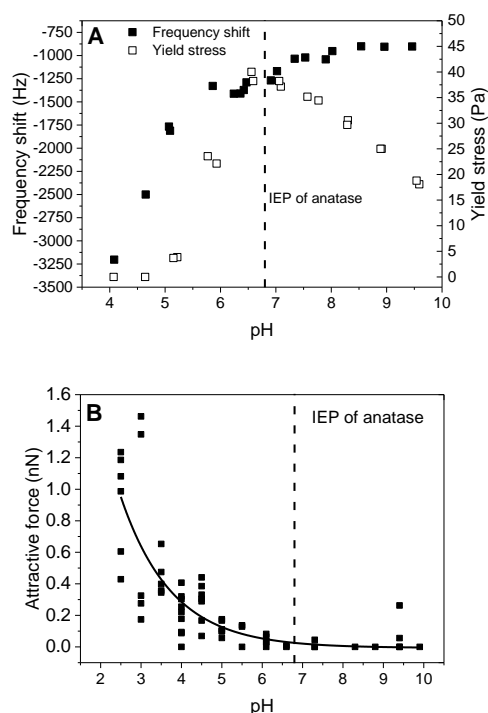 A
Frequency shift
Yield stress
-750
-1000
-1250
-1500
-1750
-2000
-2250
-2500
-2750
-3000
-3250
-3500
Frequency shift (Hz)
50
45
40
35
30
25
20
15
10
5
0
Yield stress (Pa)
IEP of anatase
4 5 6 7 8 9 10
pH
B
IEP of anatase
1.6
1.4
1.2
1.0
0.8
0.6
0.4
0.2
0.0
Attractive force (nN)
2 3 4 5 6 7 8 9 10
pH